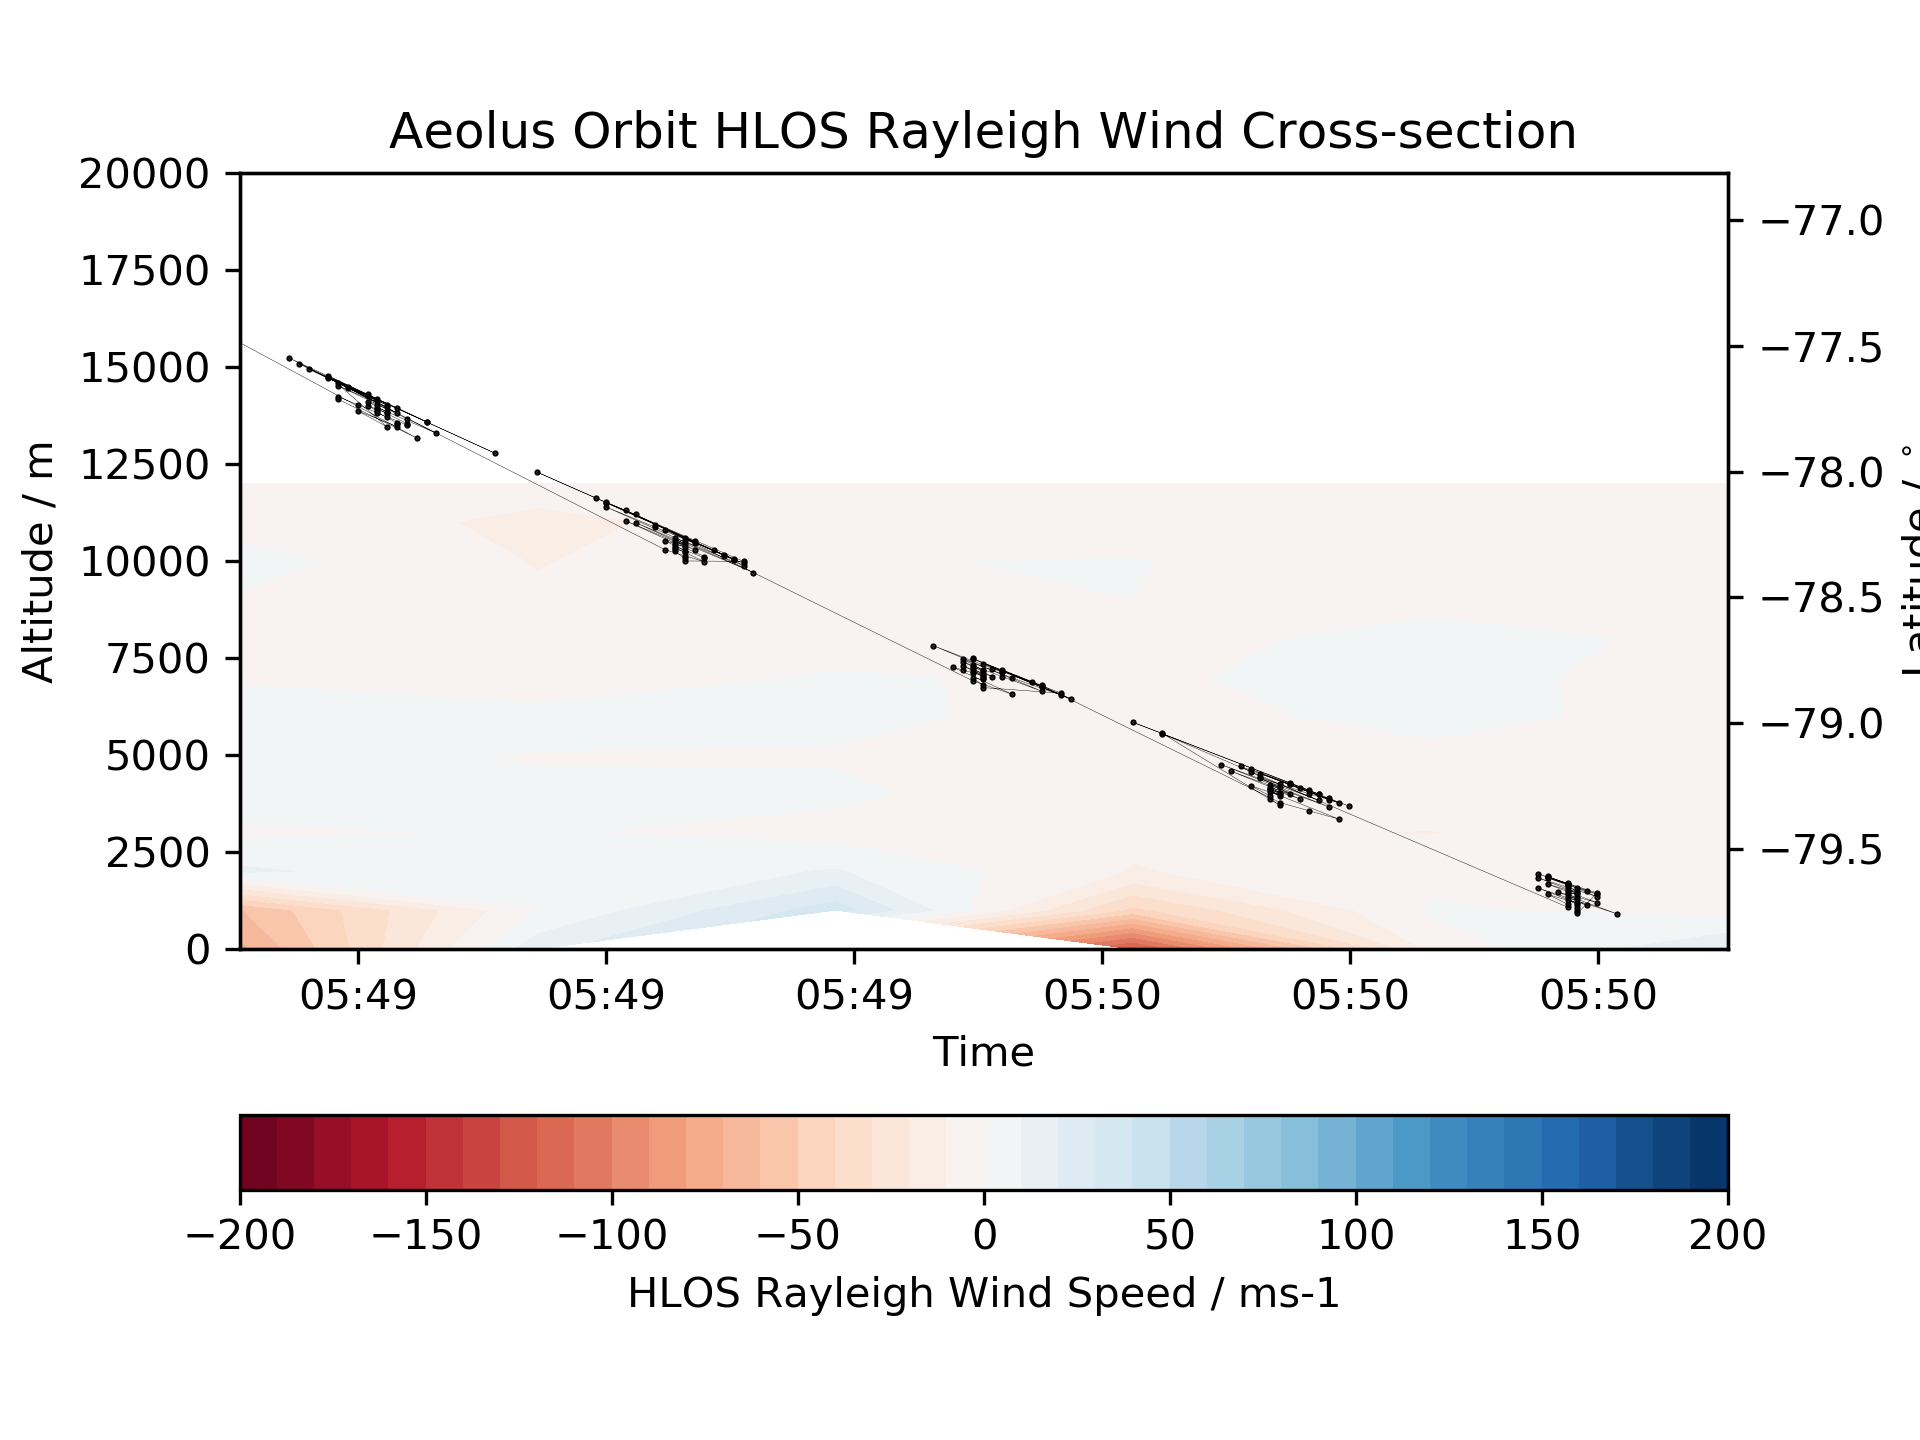 Aeolus Orbit HLOS Rayleigh Wind Cross-section
20000
17500
15000
12500
10000
7500
5000
2500
0
Altitude / m
−77.0
−77.5
−78.0
−78.5
−79.0
−79.5
Latitude / °
05:49 05:49 05:49 05:50 05:50 05:50
Time
−200 −150 −100 −50 0 50 100 150 200
HLOS Rayleigh Wind Speed / ms-1